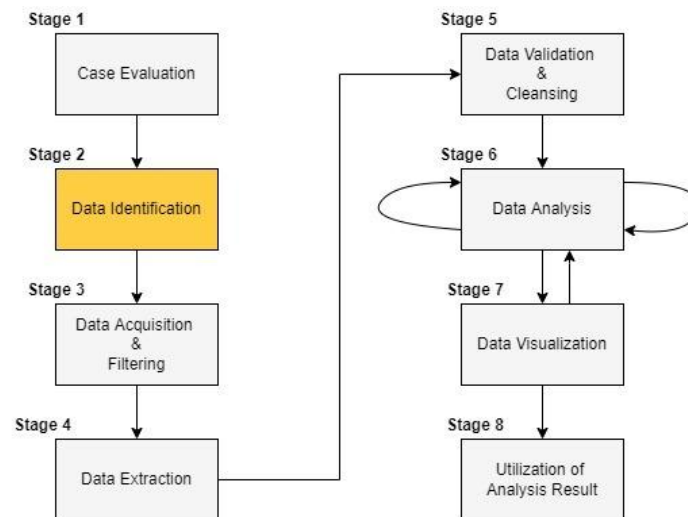 Stage 1
Case Evaluation
Stage 2
Data Identification
Stage 3
Data Acquisition
&
Filtering
Stage 4
Data Extraction
Stage 5
Data Validation
&
Cleansing
Stage 6
Data Analysis
Stage 7
Data Visualization
Stage 8
Utilization of
Analysis Result